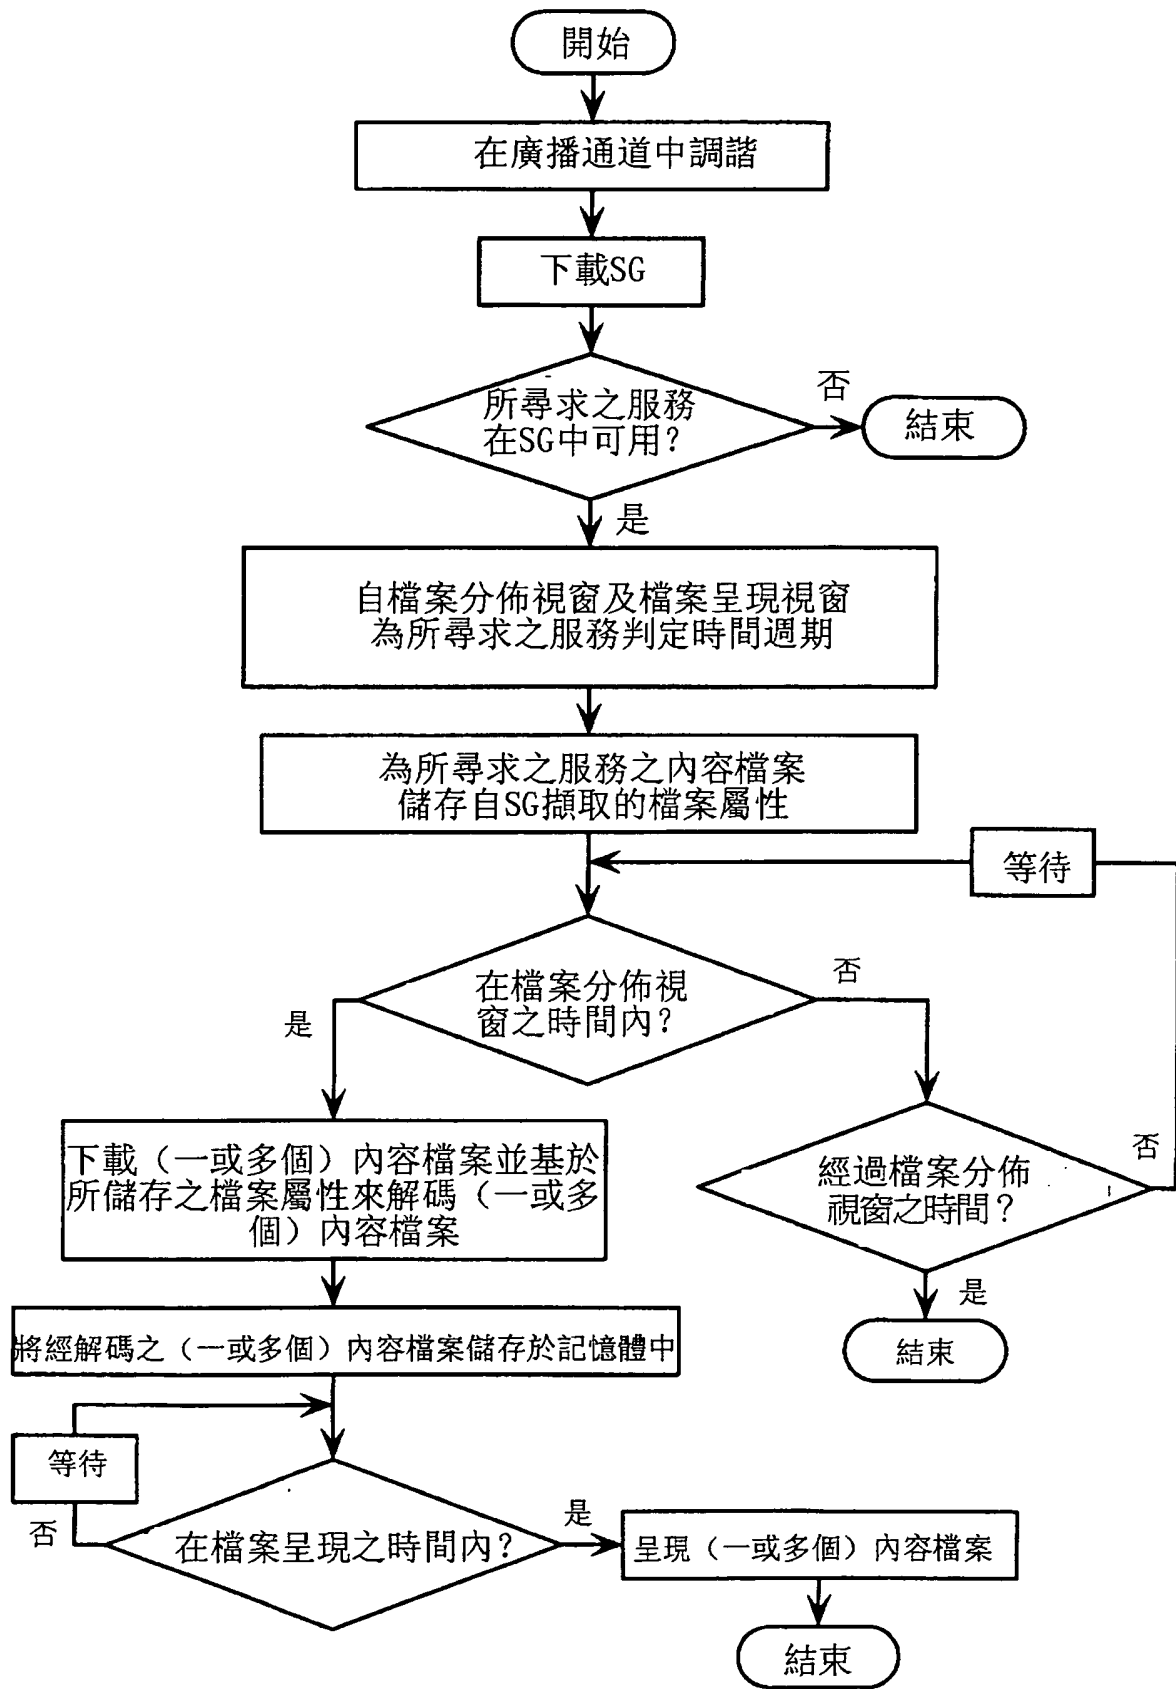 開始
在廣播通道中調諧
下載SG
所尋求之服務
在SG中可用?
否
結束
是
自檔案分佈視窗及檔案呈現視窗
為所尋求之服務判定時間週期
為所尋求之服務之內容檔案
儲存自SG擷取的檔案屬性
等待
在檔案分佈視
窗之時間內?
否
是
下載（一或多個）內容檔案並基於
所儲存之檔案屬性來解碼（一或多
個）內容檔案
經過檔案分佈
視窗之時間?
否
是
結束
將經解碼之（一或多個）內容檔案儲存於記憶體中
等待
否
在檔案呈現之時間內?
是
呈現（一或多個）內容檔案
結束